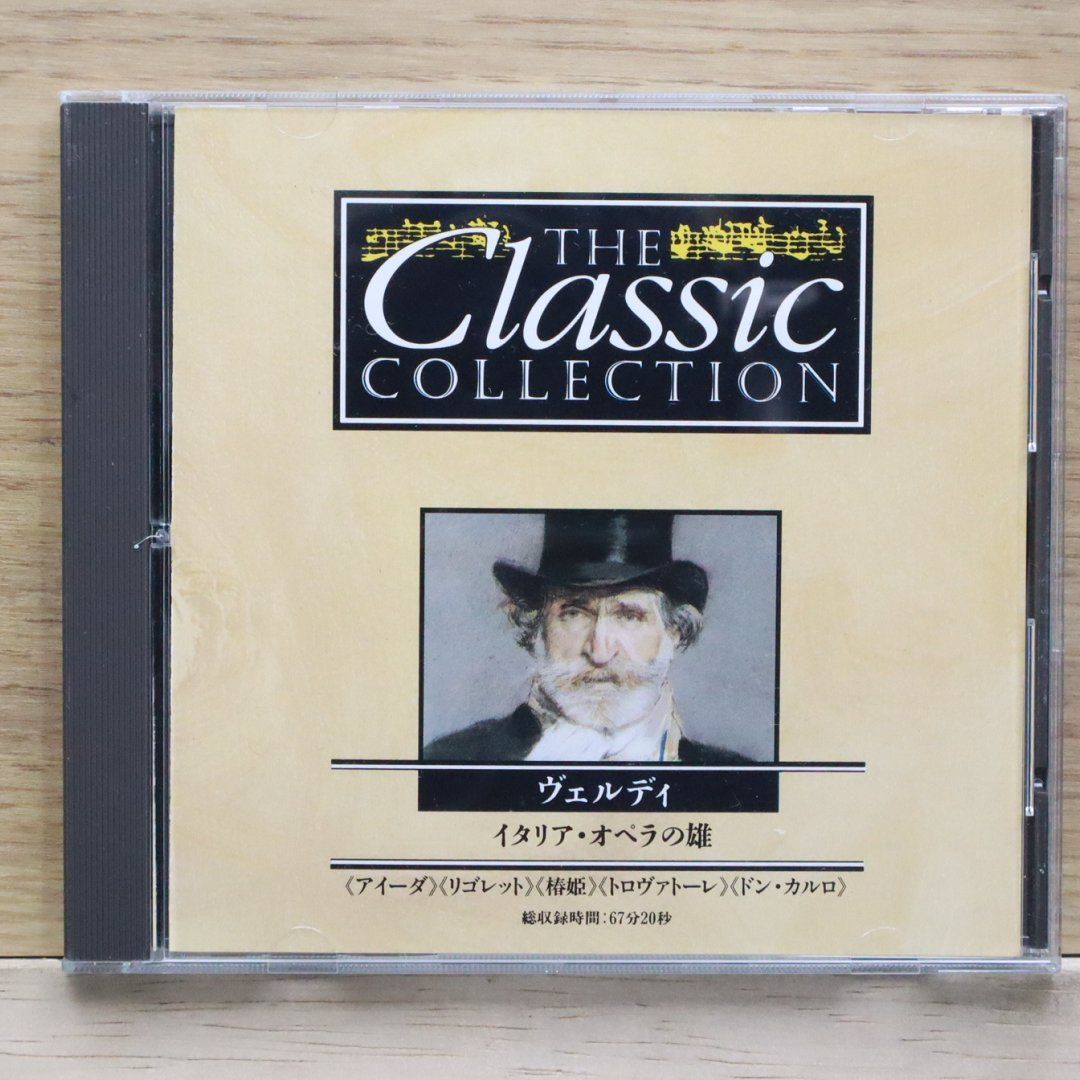 THE
Classic
COLLECTION
ヴェルディ
イタリア・オペラの雄
《アイーダ》《リゴレット》《椿姫》《トロヴァトーレ》《ドン・カルロ》
総収録時間：67分20秒